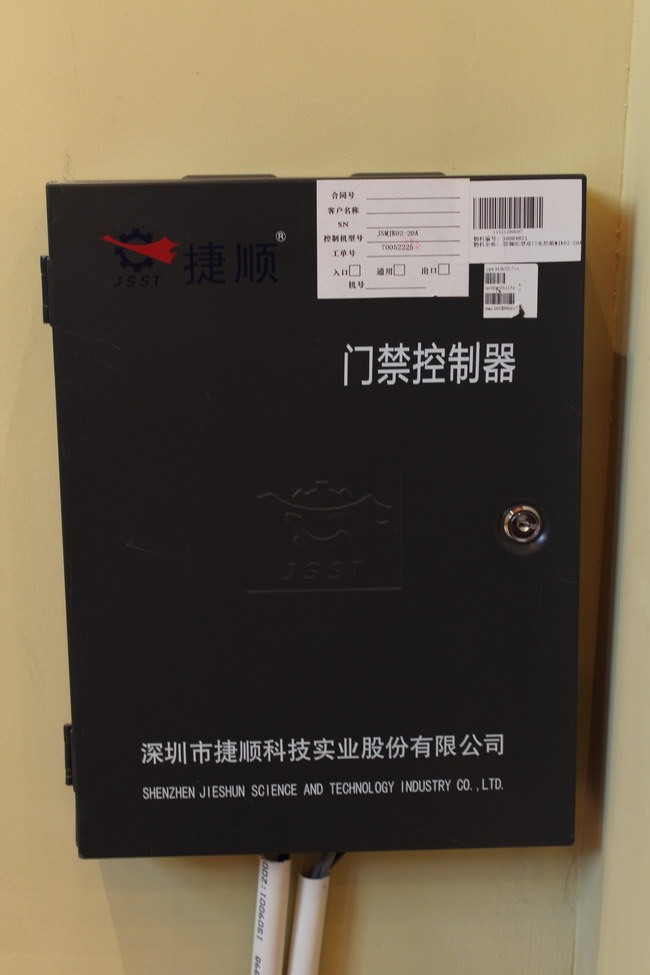 合同号
客户名称
SN
控制机型号 JSMJK02-20A
工单号 70052225
入口 通用 出口
机号
JSST
捷顺®
门禁控制器
JSST
深圳市捷顺科技实业股份有限公司
SHENZHEN JIESHUN SCIENCE AND TECHNOLOGY INDUSTRY CO.,LTD.